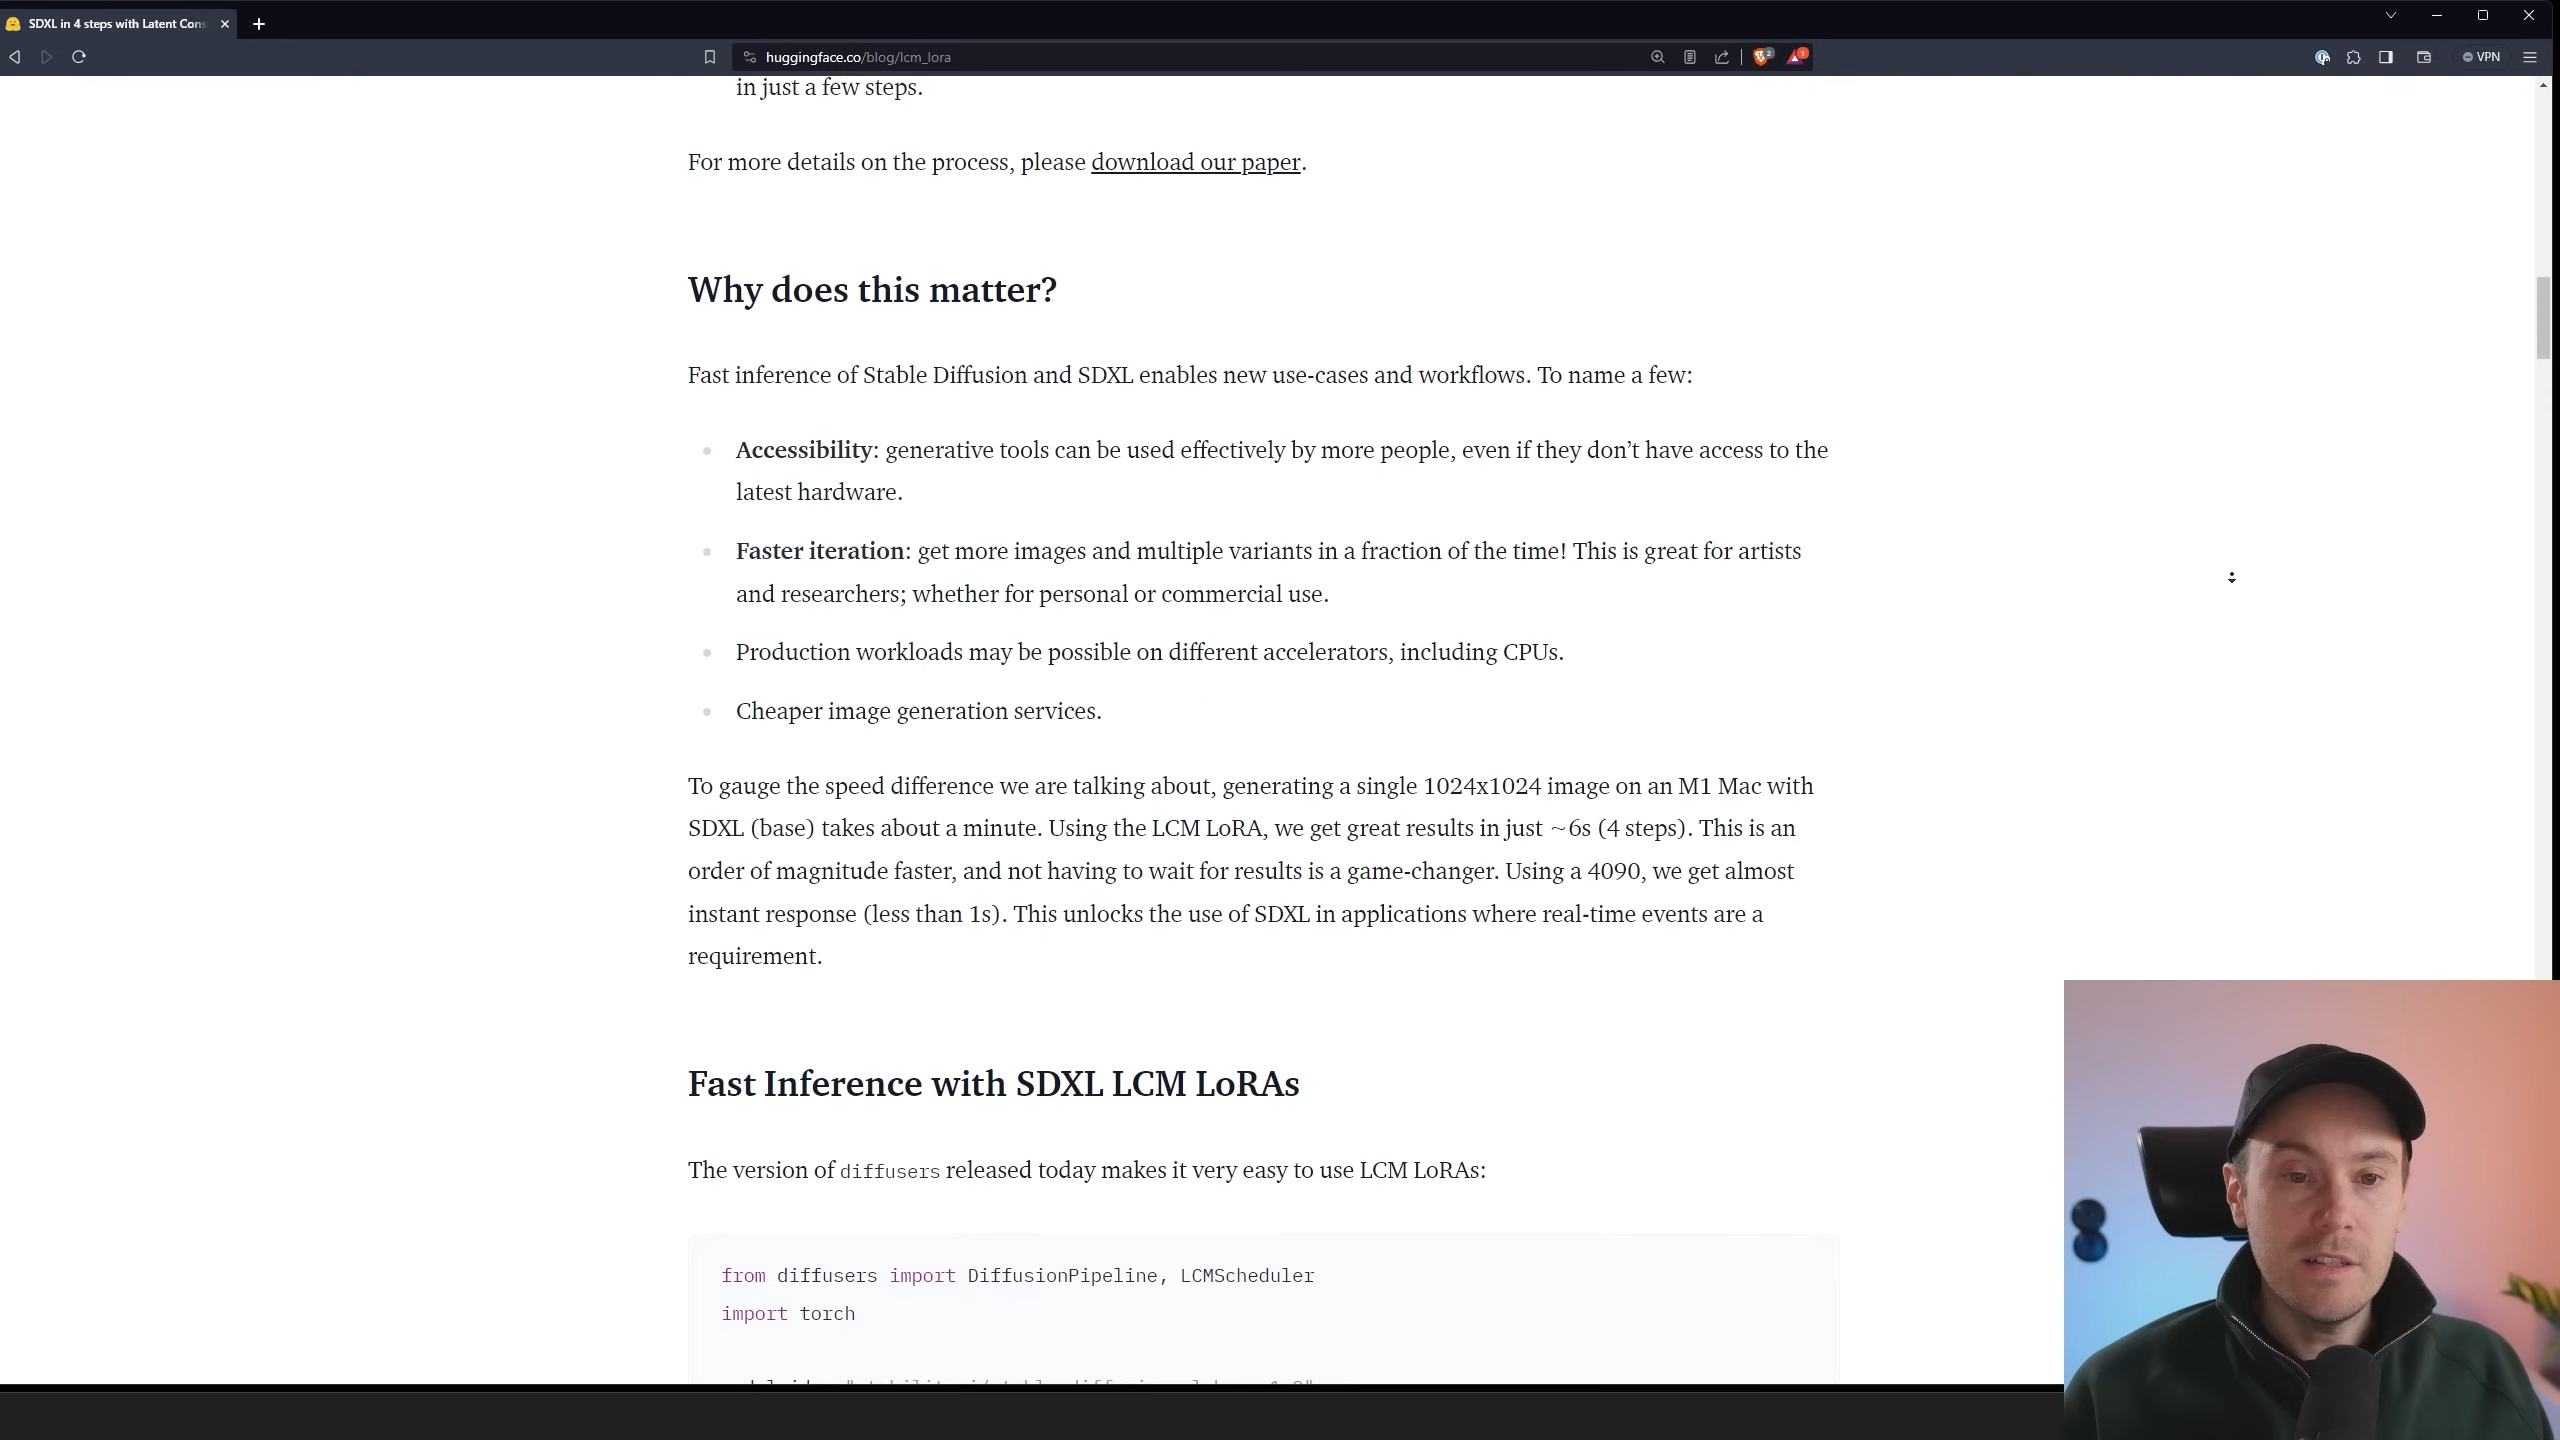 SDXL in 4 steps with Latent Cons
huggingface.co/blog/lcm_lora
2
1
VPN
in just a few steps.
For more details on the process, please download our paper.
Why does this matter?
Fast inference of Stable Diffusion and SDXL enables new use-cases and workflows. To name a few:
Accessibility: generative tools can be used effectively by more people, even if they don’t have access to the
latest hardware.
Faster iteration: get more images and multiple variants in a fraction of the time! This is great for artists
and researchers; whether for personal or commercial use.
Production workloads may be possible on different accelerators, including CPUs.
Cheaper image generation services.
To gauge the speed difference we are talking about, generating a single 1024x1024 image on an M1 Mac with
SDXL (base) takes about a minute. Using the LCM LoRA, we get great results in just ~6s (4 steps). This is an
order of magnitude faster, and not having to wait for results is a game-changer. Using a 4090, we get almost
instant response (less than 1s). This unlocks the use of SDXL in applications where real-time events are a
requirement.
Fast Inference with SDXL LCM LoRAs
The version of diffusers released today makes it very easy to use LCM LoRAs:
from diffusers import DiffusionPipeline, LCMScheduler
import torch